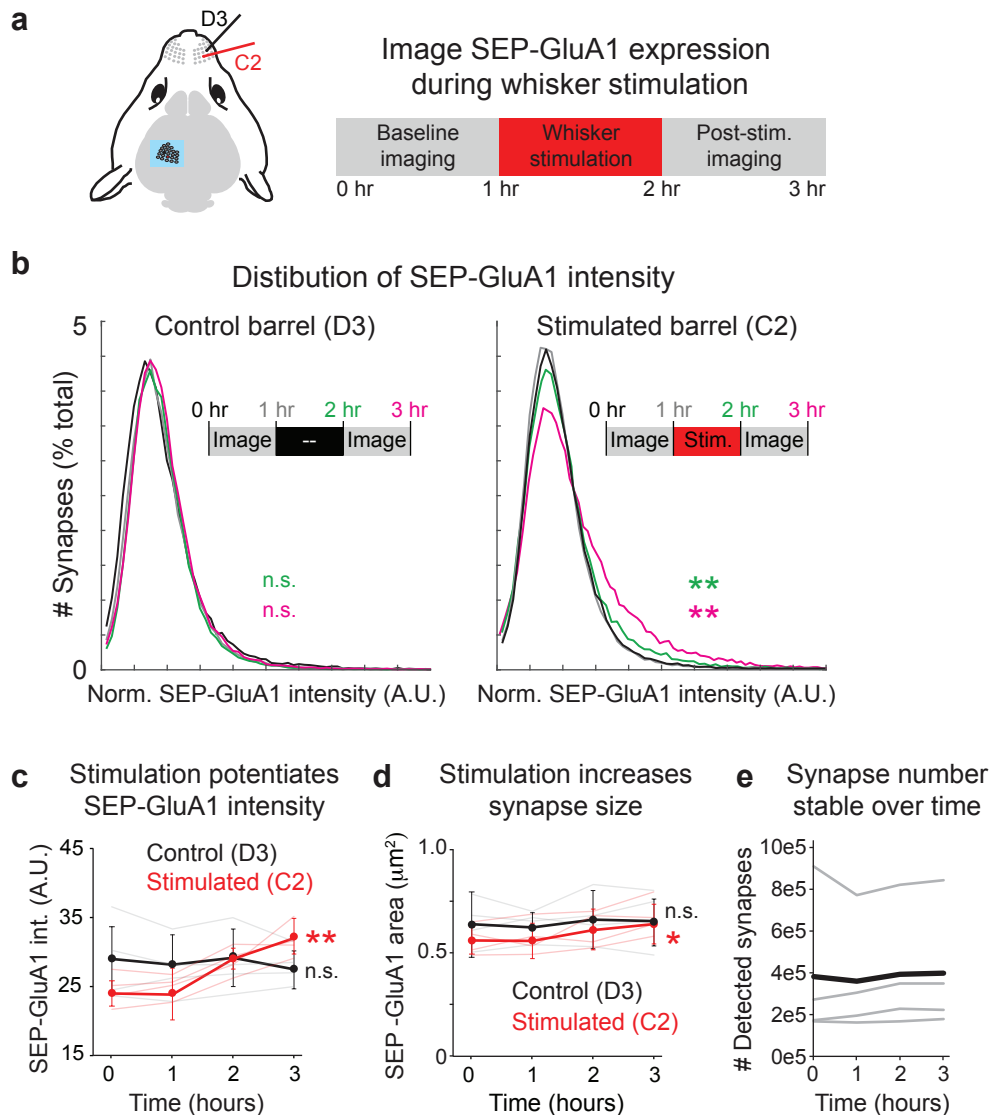 a
D3
C2
Image SEP-GluA1 expression
during whisker stimulation
Baseline imaging
Whisker stimulation
Post-stim. imaging
0 hr 1 hr 2 hr 3 hr
b
Distibution of SEP-GluA1 intensity
Control barrel (D3)
Stimulated barrel (C2)
# Synapses (% total)
5
0
0 hr 1 hr 2 hr 3 hr
Image -- Image
n.s.
n.s.
Norm. SEP-GluA1 intensity (A.U.)
0 hr 1 hr 2 hr 3 hr
Image Stim. Image
**
**
Norm. SEP-GluA1 intensity (A.U.)
c
Stimulation potentiates
SEP-GluA1 intensity
SEP-GluA1 int. (A.U.)
45
35
25
15
Control (D3)
Stimulated (C2)
**
n.s.
0 1 2 3
Time (hours)
d
Stimulation increases
synapse size
SEP -GluA1 area (μm²)
1.0
0.5
0
n.s.
*
Control (D3)
Stimulated (C2)
0 1 2 3
Time (hours)
e
Synapse number
stable over time
# Detected synapses
10e5
8e5
6e5
4e5
2e5
0e5
0 1 2 3
Time (hours)